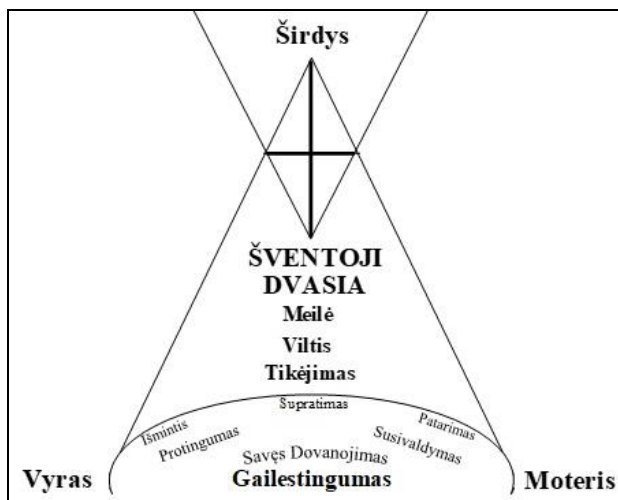 Širdys
ŠVENTOJI
DVASIA
Meilė
Viltis
Tikėjimas
Supratimas
Išmintis
Patarimas
Protingumas
Susivaldymas
Savęs Dovanojimas
Vyras
Gailestingumas
Moteris